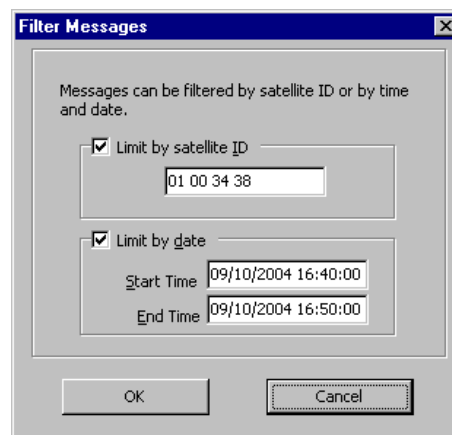 Filter Messages
Messages can be filtered by satellite ID or by time
and date.
Limit by satellite ID
01 00 34 38
Limit by date
Start Time 09/10/2004 16:40:00
End Time 09/10/2004 16:50:00
OK Cancel